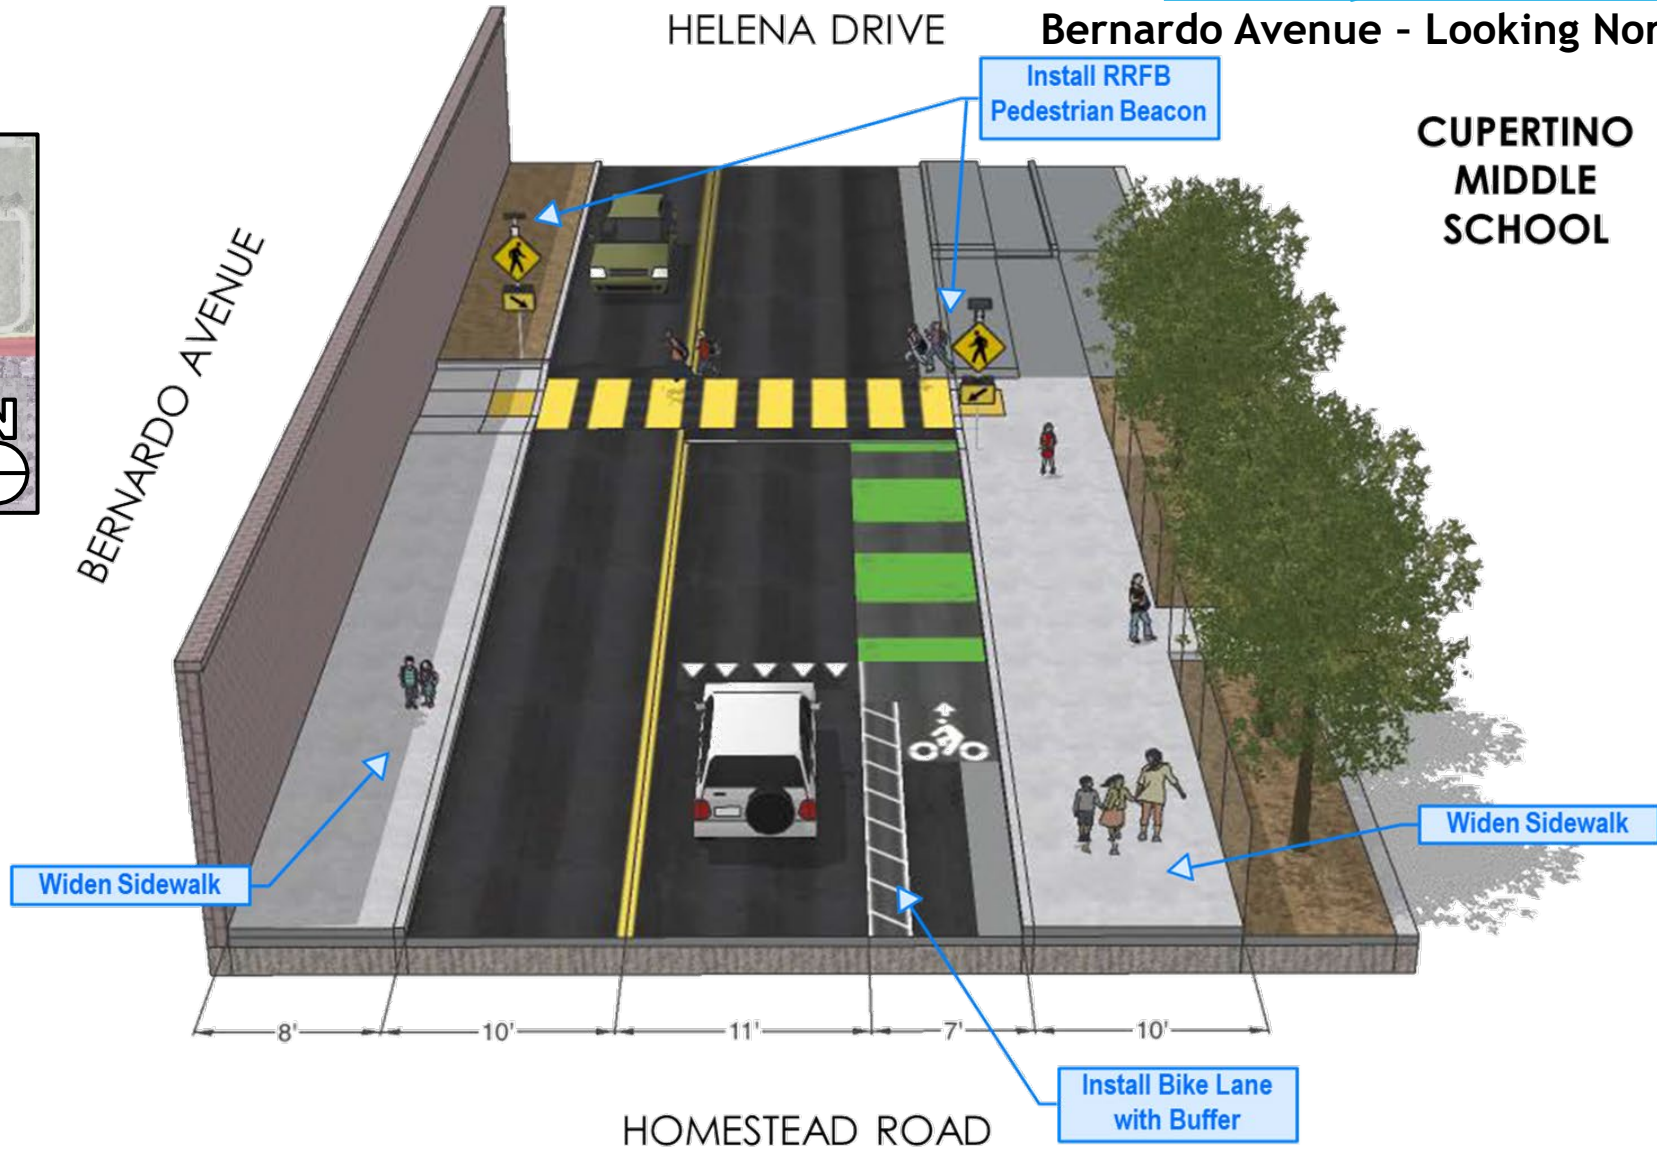 HELENA DRIVE
Bernardo Avenue - Looking Nor
Install RRFB
Pedestrian Beacon
CUPERTINO
MIDDLE
SCHOOL
BERNARDO AVENUE
Widen Sidewalk
Widen Sidewalk
8'
10'
11'
7'
10'
Install Bike Lane
with Buffer
HOMESTEAD ROAD